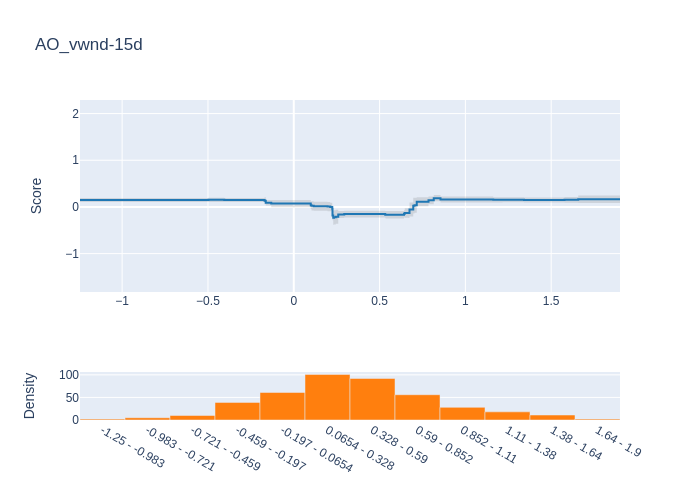 AO_vwnd-15d
Score
2
1
0
−1
−1
−0.5
0
0.5
1
1.5
Density
100
50
0
-1.25 - -0.983
-0.983 - -0.721
-0.721 - -0.459
-0.459 - -0.197
-0.197 - 0.0654
0.0654 - 0.328
0.328 - 0.59
0.59 - 0.852
0.852 - 1.11
1.11 - 1.38
1.38 - 1.64
1.64 - 1.9